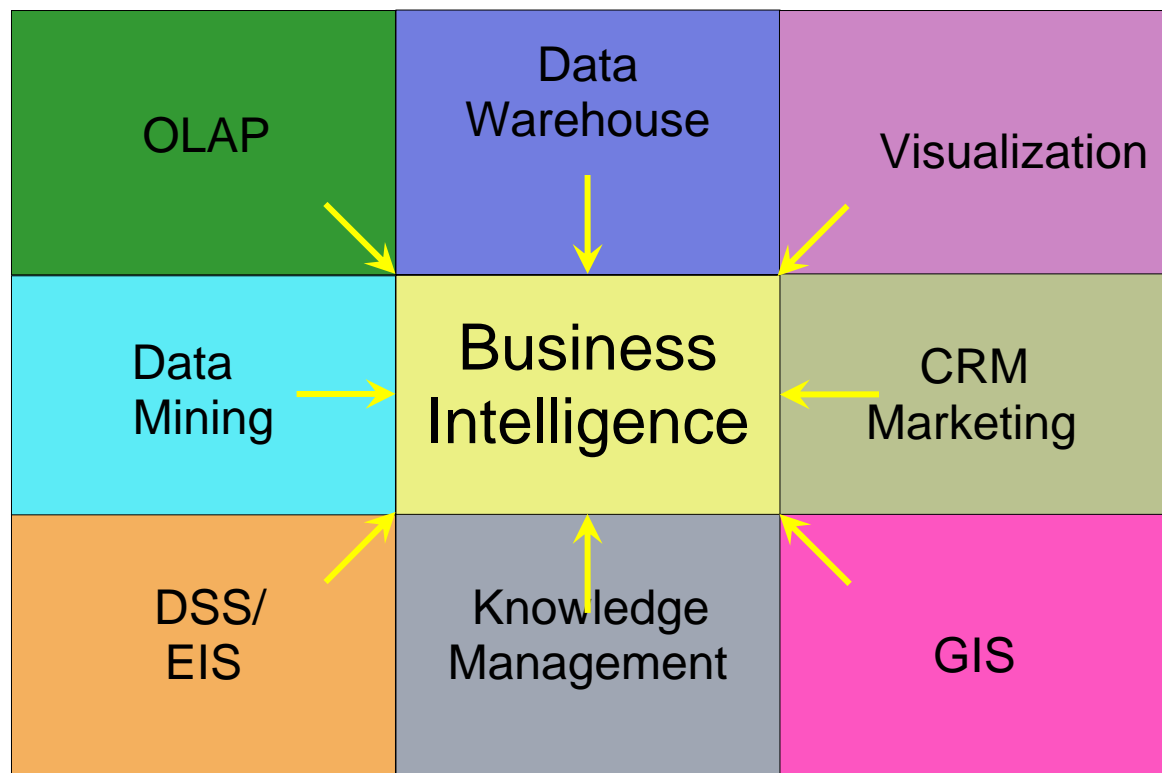 OLAP
Data
Warehouse
Visualization
Data
Mining
Business
Intelligence
CRM
Marketing
DSS/
EIS
Knowledge
Management
GIS